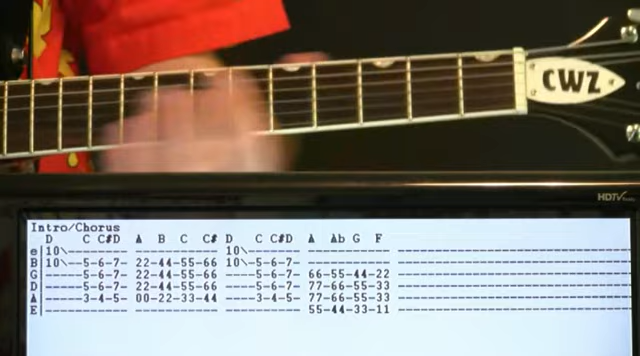 CWZ
HDTV
Intro/Chorus
  D    C C#D  A  B  C  C# D    C C#D  A  Ab G  F
e|10\-------- ----------- 10\-------- ----------- -----------------------------
B|10\--5-6-7- 22-44-55-66 10\--5-6-7- ----------- -----------------------------
G|-----5-6-7- 22-44-55-66 -----5-6-7- 66-55-44-22 -----------------------------
D|-----5-6-7- 22-44-55-66 -----5-6-7- 77-66-55-33 -----------------------------
A|-----3-4-5- 00-22-33-44 -----3-4-5- 77-66-55-33 -----------------------------
E|                                    55-44-33-11